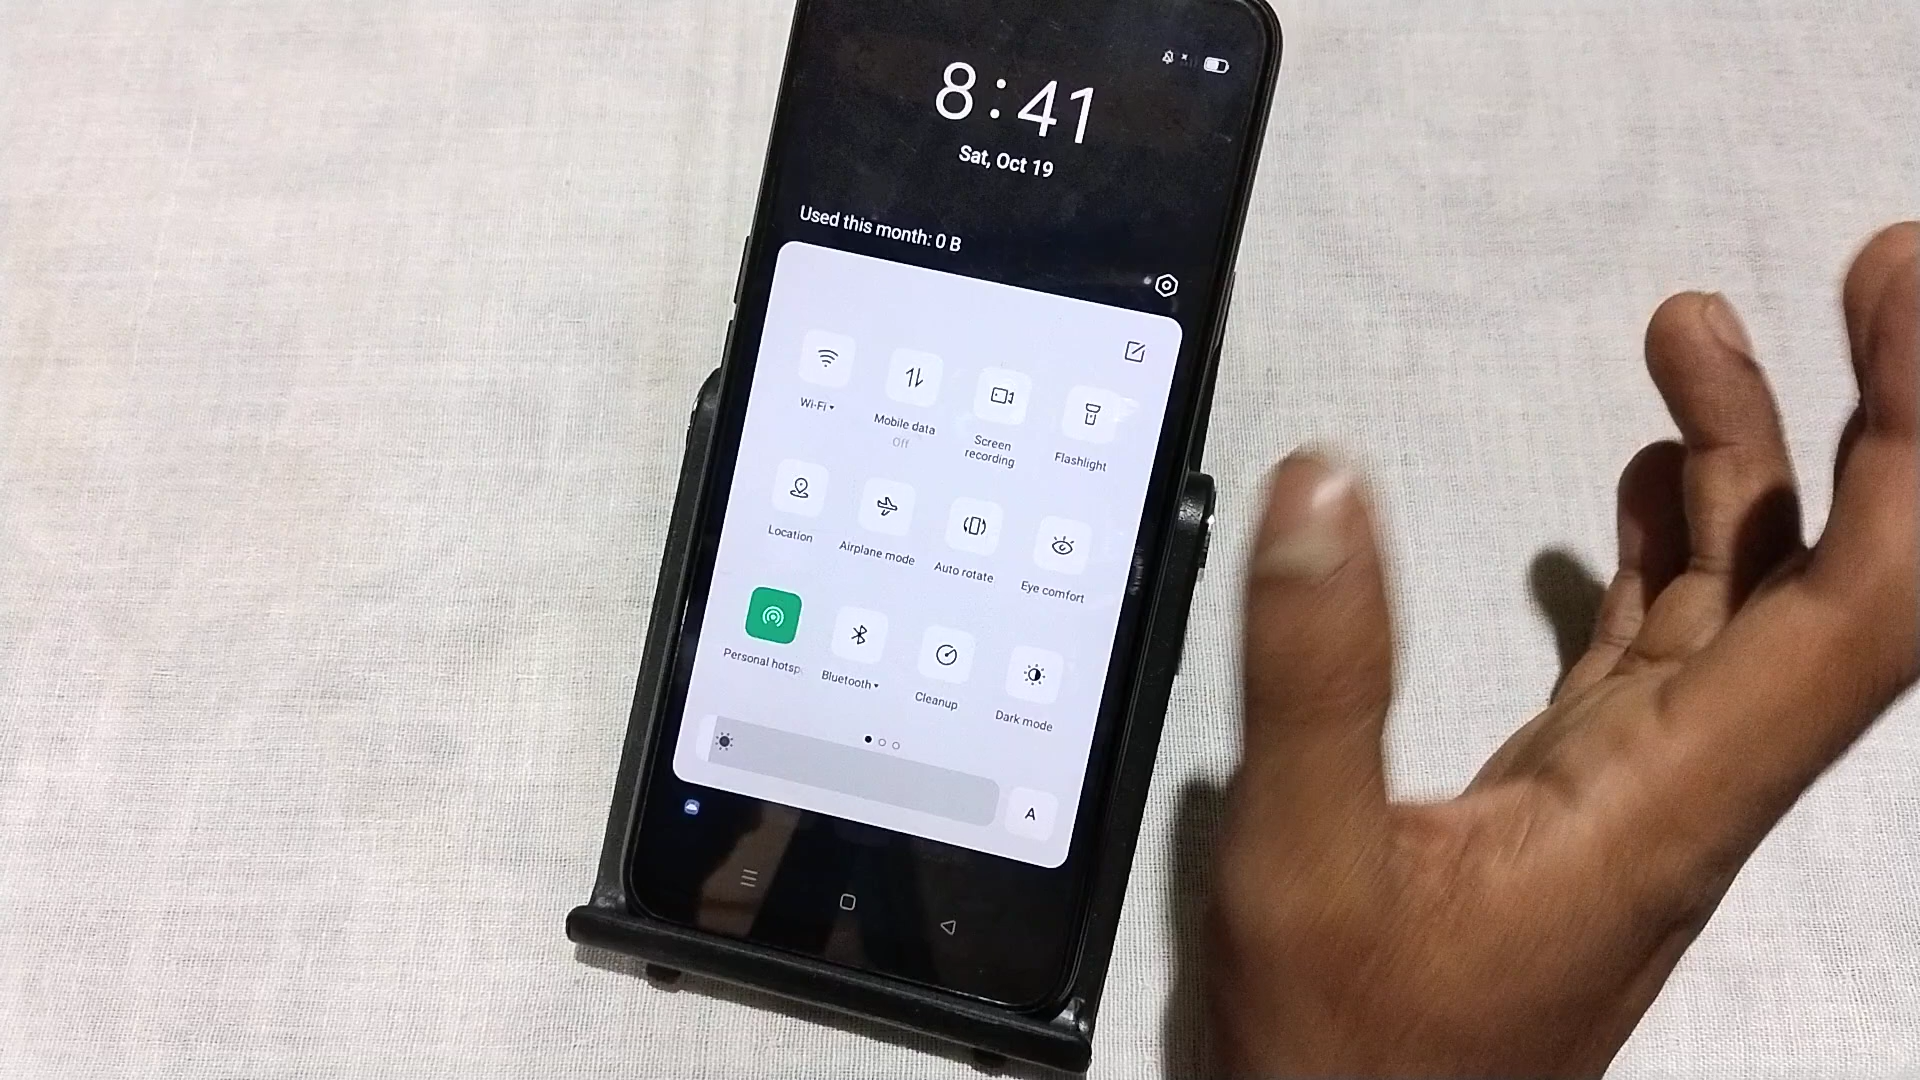 8:41
Sat, Oct 19
Used this month: 0 B
Wi-Fi
Mobile data
Off
Screen
recording
Flashlight
Location
Airplane mode
Auto rotate
Eye comfort
Personal hotsp
Bluetooth
Cleanup
Dark mode
A